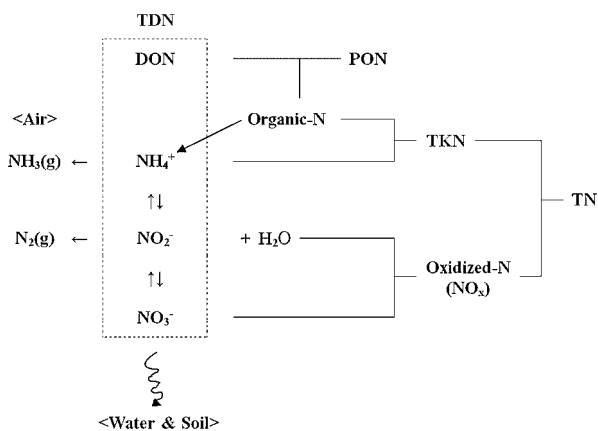 TDN
DON PON
<Air> Organic-N
NH₃(g) ← NH₄⁺ TKN
↑↓ TN
N₂(g) ← NO₂⁻ + H₂O
↑↓ Oxidized-N
(NOₓ)
NO₃⁻
<Water & Soil>